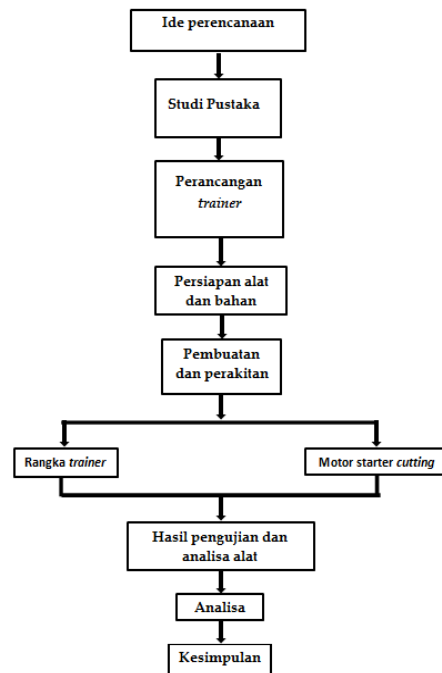 Ide perencanaan
Studi Pustaka
Perancangan
trainer
Persiapan alat
dan bahan
Pembuatan
dan perakitan
Rangka trainer
Motor starter cutting
Hasil pengujian dan
analisa alat
Analisa
Kesimpulan